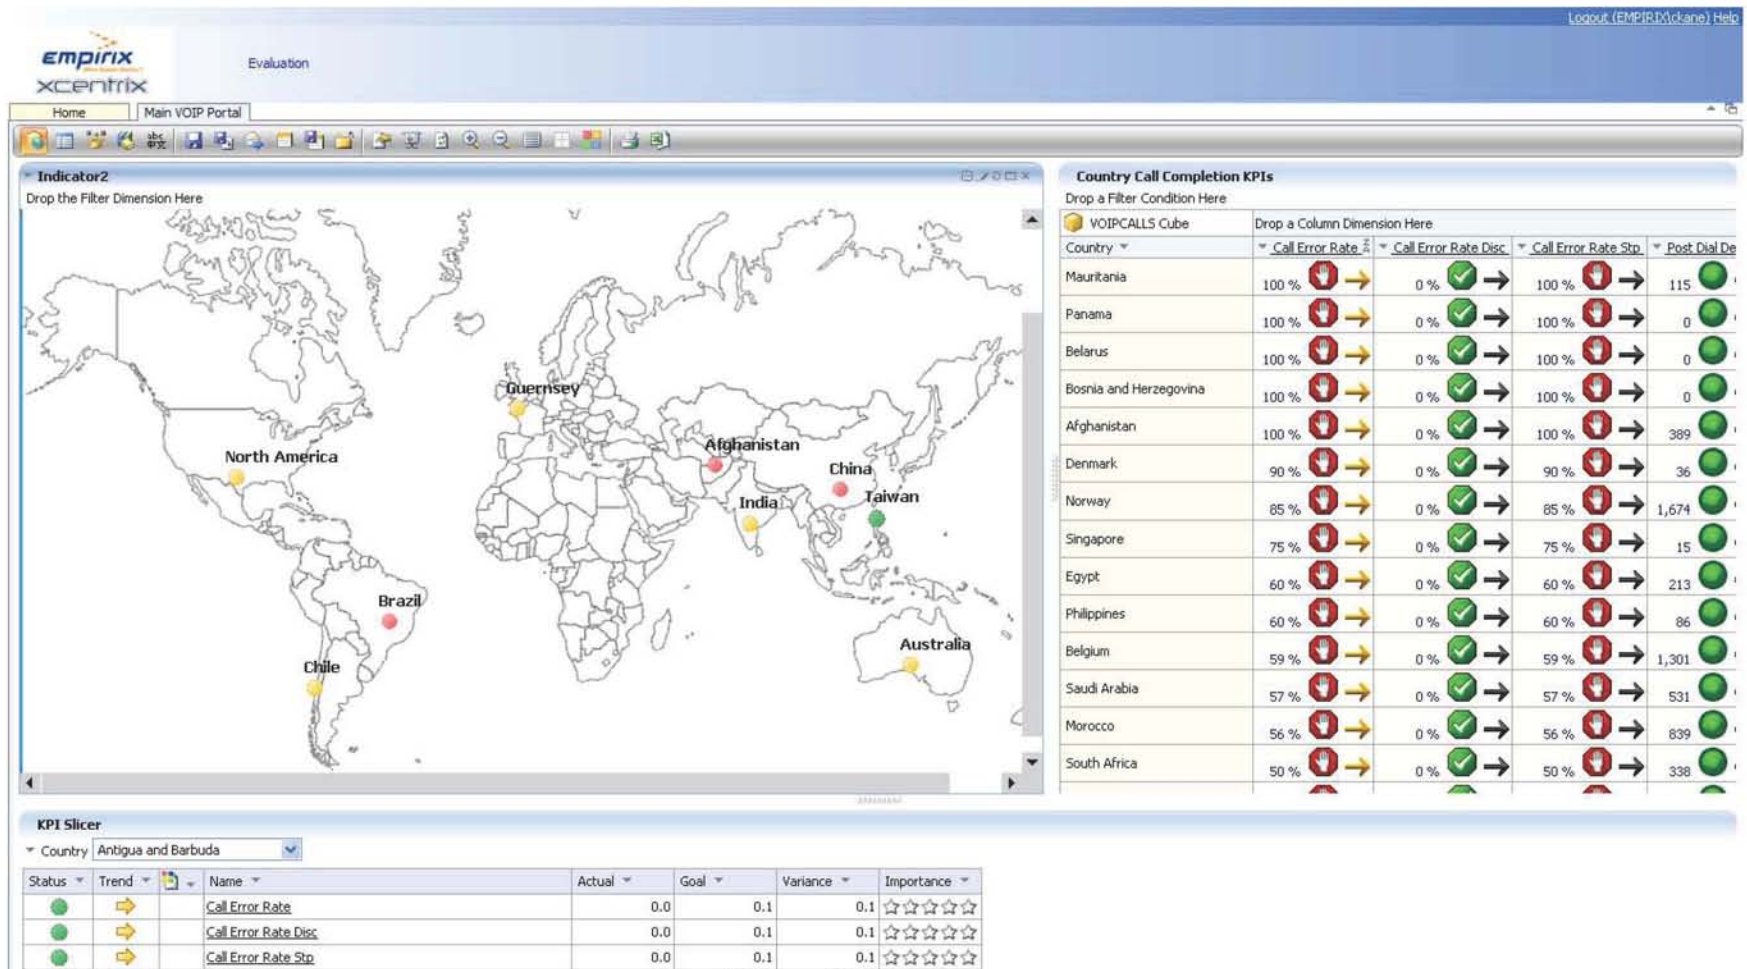 Logout (EMPIRIX\ckane) Help
Empirix
xcentrix
Evaluation
Home Main VOIP Portal
Indicator2
Drop the Filter Dimension Here
Guernsey
North America
Afghanistan
China
India
Taiwan
Brazil
Australia
Chile
Country Call Completion KPIs
Drop a Filter Condition Here
VOIPCALLS Cube Drop a Column Dimension Here
Country Call Error Rate Call Error Rate Disc Call Error Rate Stp Post Dial De
Mauritania 100 % 0 % 100 % 115
Panama 100 % 0 % 100 % 0
Belarus 100 % 0 % 100 % 0
Bosnia and Herzegovina 100 % 0 % 100 % 0
Afghanistan 100 % 0 % 100 % 389
Denmark 90 % 0 % 90 % 36
Norway 85 % 0 % 85 % 1,674
Singapore 75 % 0 % 75 % 15
Egypt 60 % 0 % 60 % 213
Philippines 60 % 0 % 60 % 86
Belgium 59 % 0 % 59 % 1,301
Saudi Arabia 57 % 0 % 57 % 531
Morocco 56 % 0 % 56 % 839
South Africa 50 % 0 % 50 % 338
KPI Slicer
Country Antigua and Barbuda
Status Trend Name Actual Goal Variance Importance
Call Error Rate 0.0 0.1 0.1
Call Error Rate Disc 0.0 0.1 0.1
Call Error Rate Stp 0.0 0.1 0.1